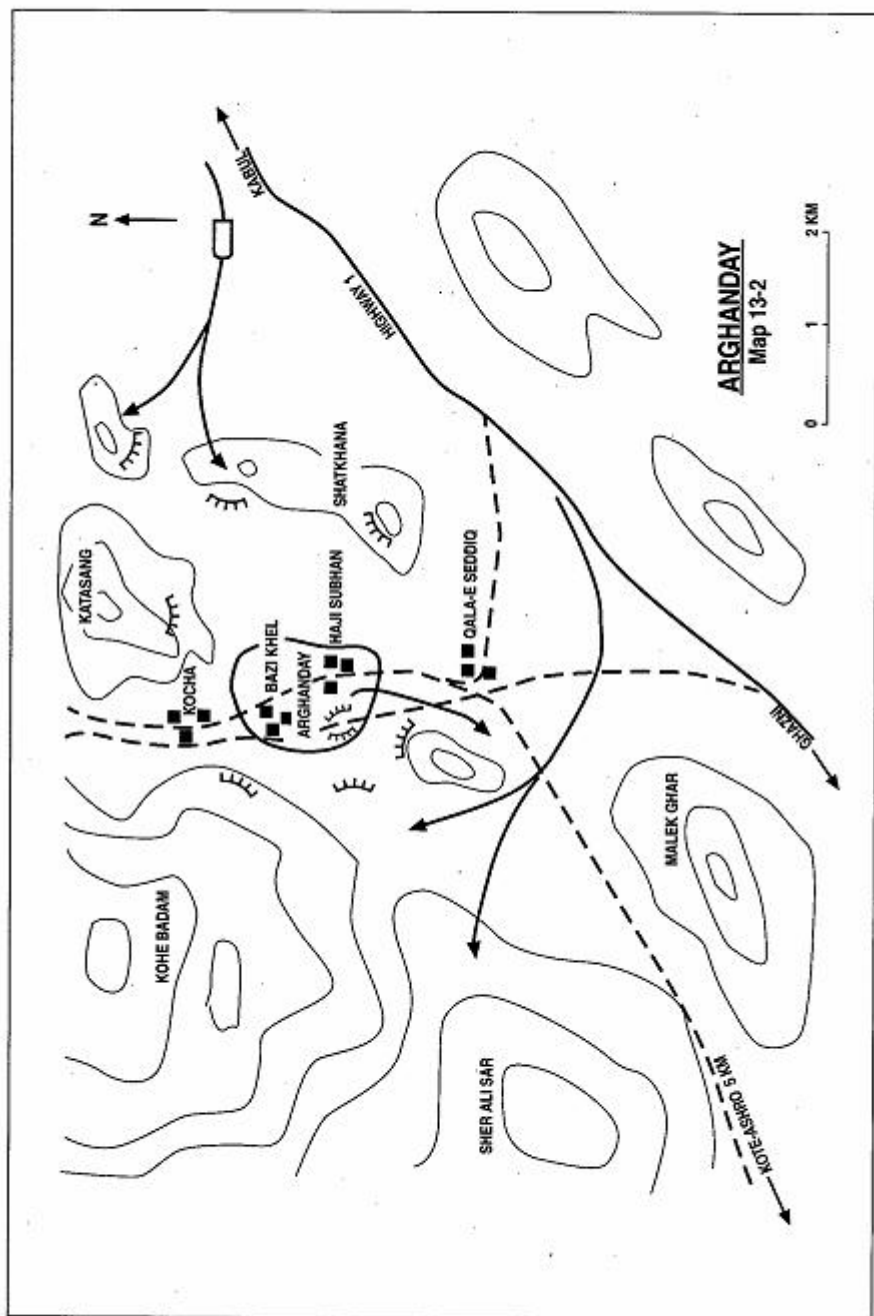 KATASANG
N
KOHE BADAM
KOCHA
KABUL
BAZI KHEL
ARGHANDAY
HAJI SUBHAN
SHATKHANA
HIGHWAY 1
QALA-E SEDDIQ
SHER ALI SAR
MALEK GHAR
ARGHANDAY
Map 13-2
KOTE-ASHRO 5 KM
GHAZNI
0 1 2 KM